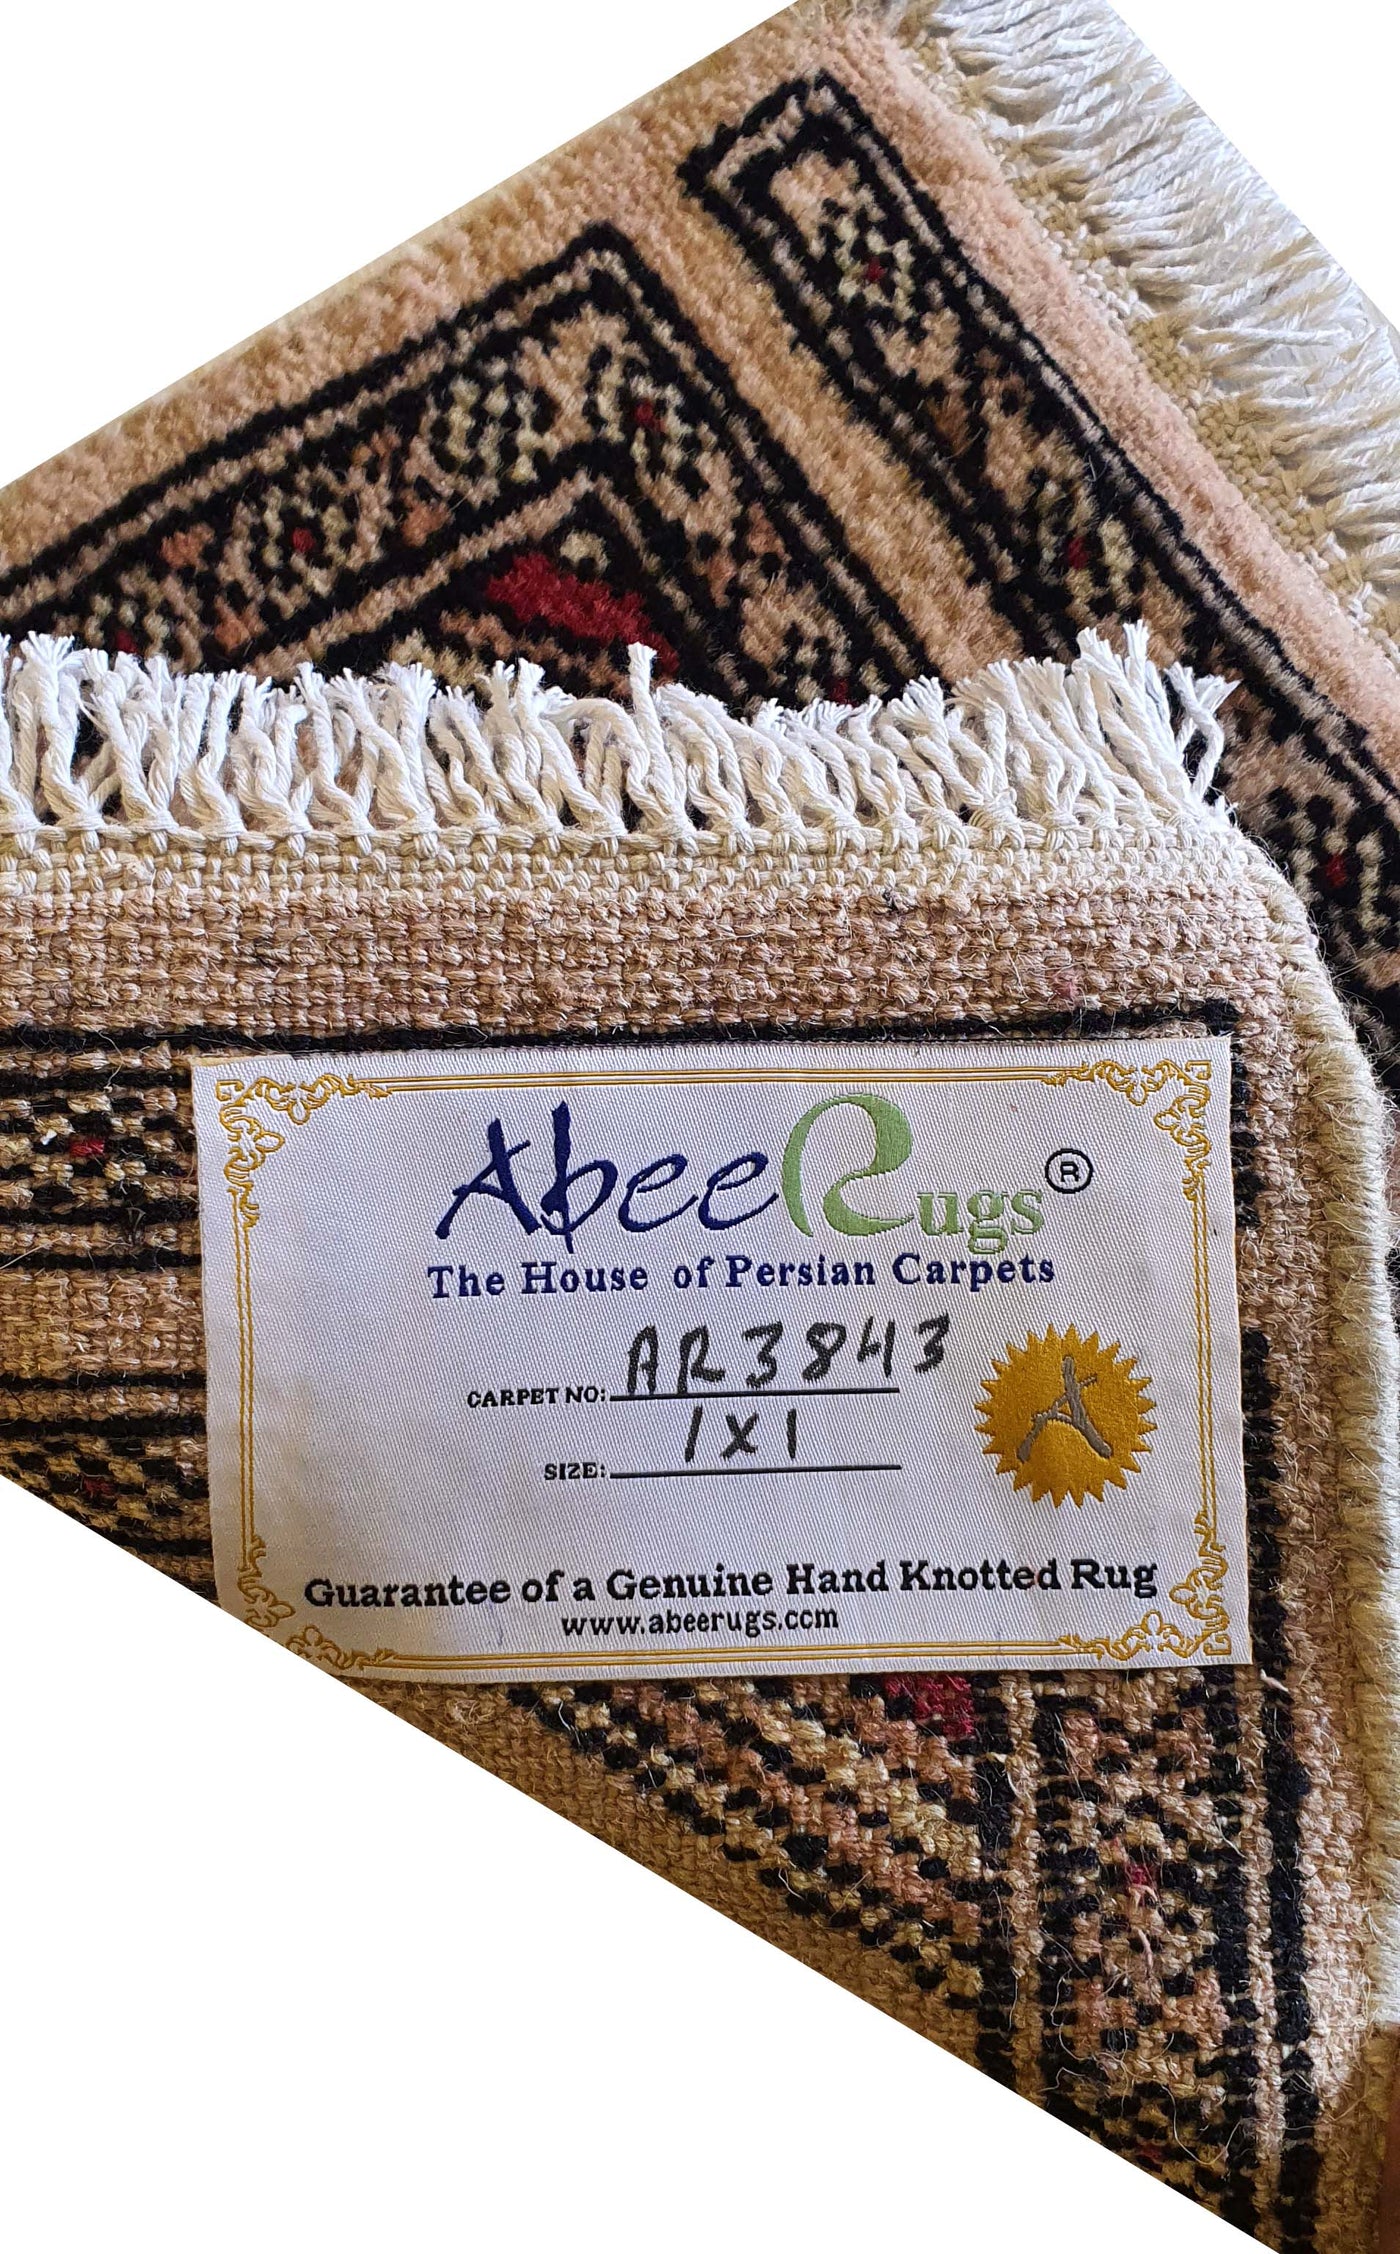 AbeeRugs®
The House of Persian Carpets
CARPET NO: AR3843
SIZE: 1X1
Guarantee of a Genuine Hand Knotted Rug
www.abeerugs.com